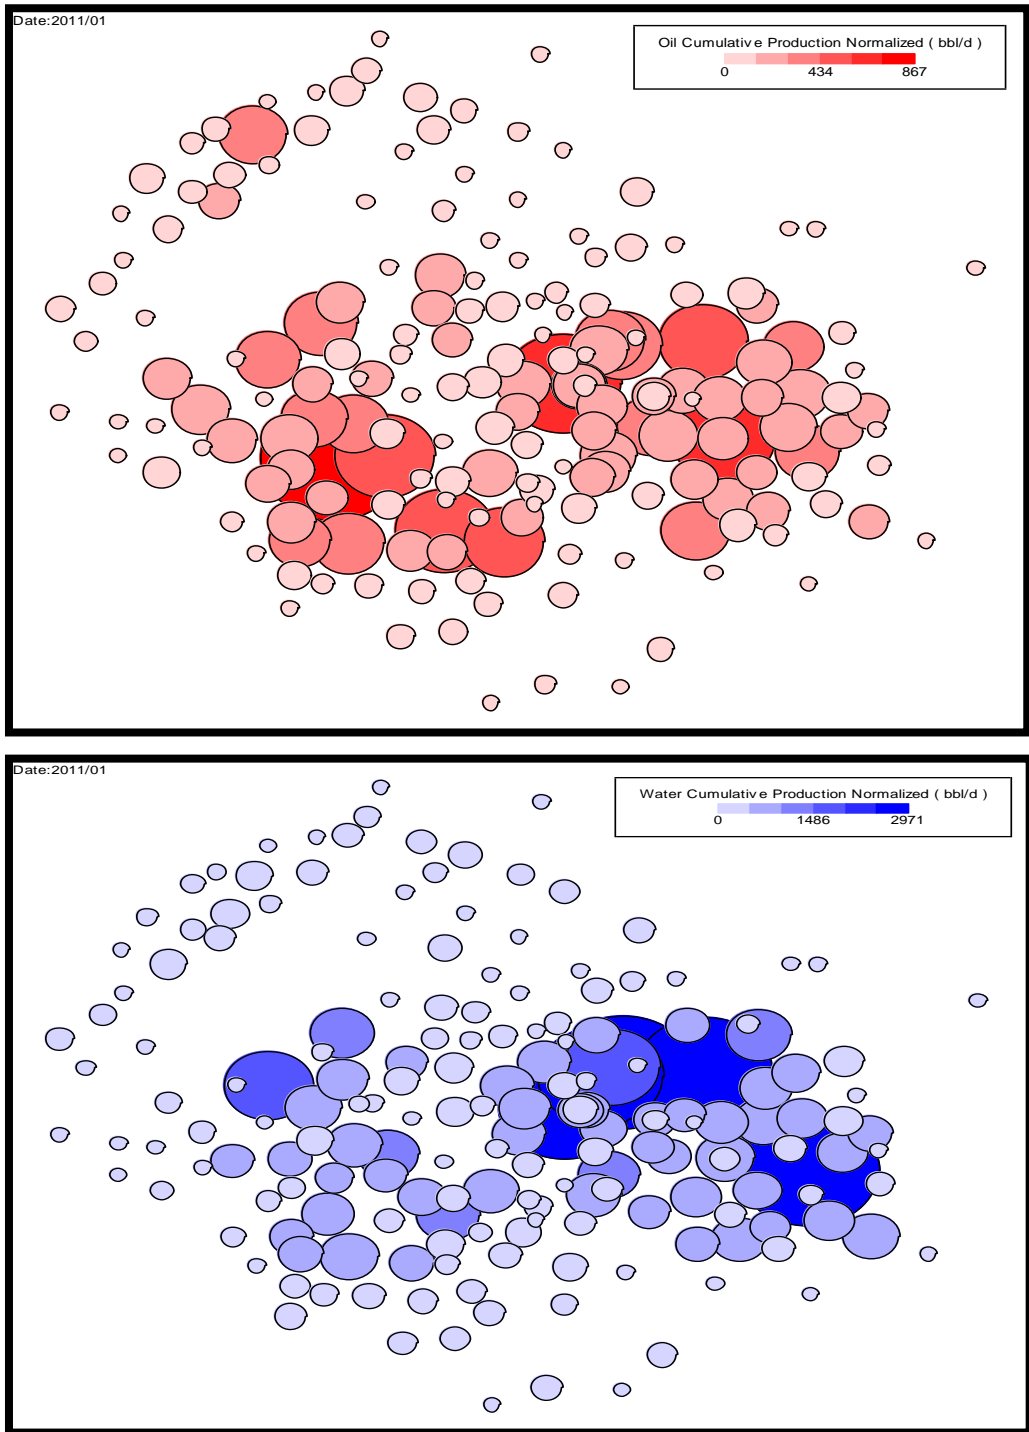 Date:2011/01
Oil Cumulative Production Normalized ( bbl/d )
0 434 867
Date:2011/01
Water Cumulative Production Normalized ( bbl/d )
0 1486 2971